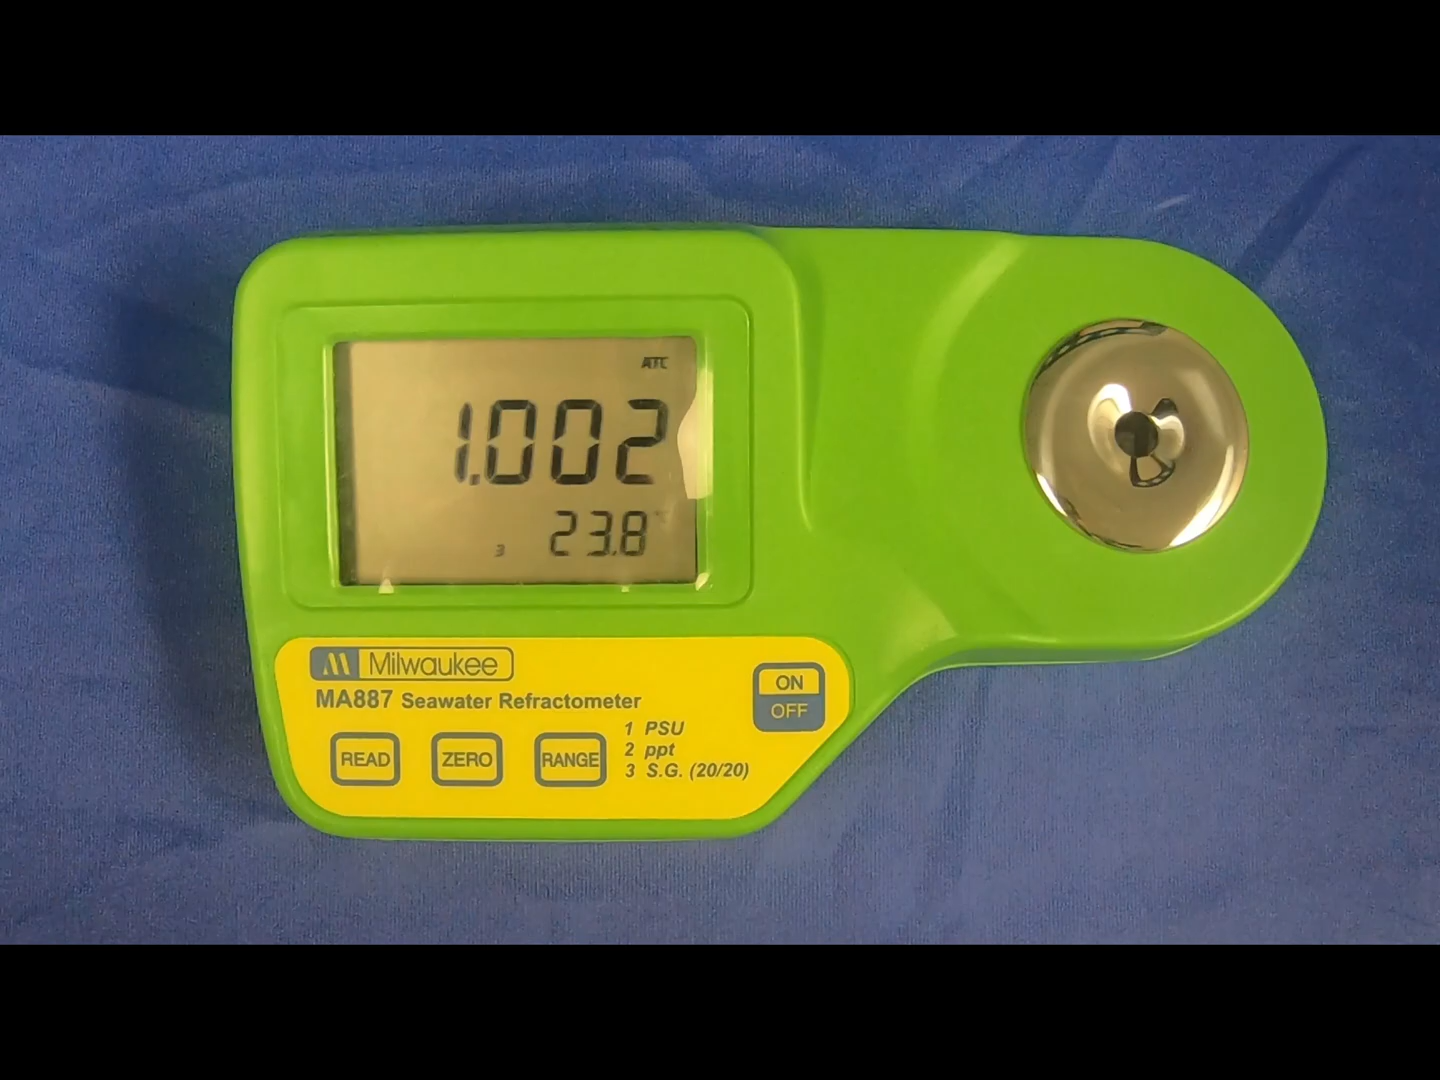 ATC
1.002
3 23.8 °C
Milwaukee
MA887 Seawater Refractometer
ON
OFF
READ ZERO RANGE
1 PSU
2 ppt
3 S.G. (20/20)